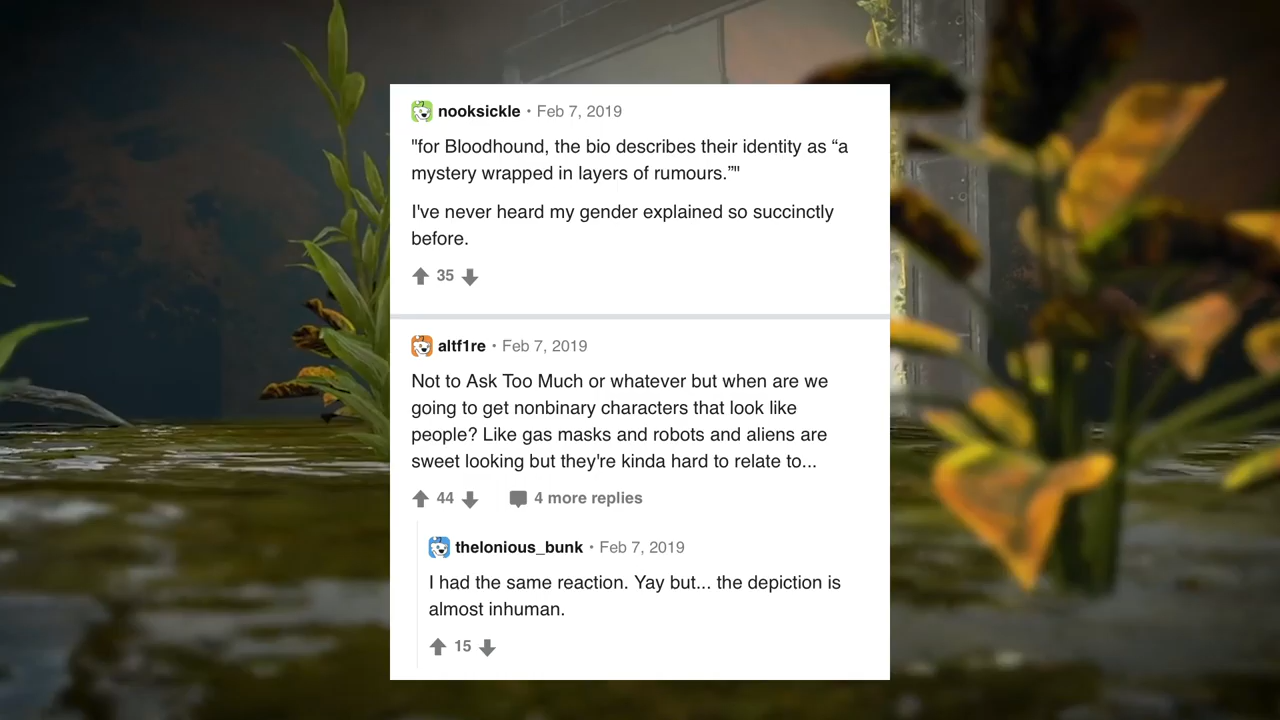 nooksickle · Feb 7, 2019
"for Bloodhound, the bio describes their identity as “a
mystery wrapped in layers of rumours.”"
I've never heard my gender explained so succinctly
before.
35
altf1re · Feb 7, 2019
Not to Ask Too Much or whatever but when are we
going to get nonbinary characters that look like
people? Like gas masks and robots and aliens are
sweet looking but they're kinda hard to relate to...
44 4 more replies
thelonious_bunk · Feb 7, 2019
I had the same reaction. Yay but... the depiction is
almost inhuman.
15